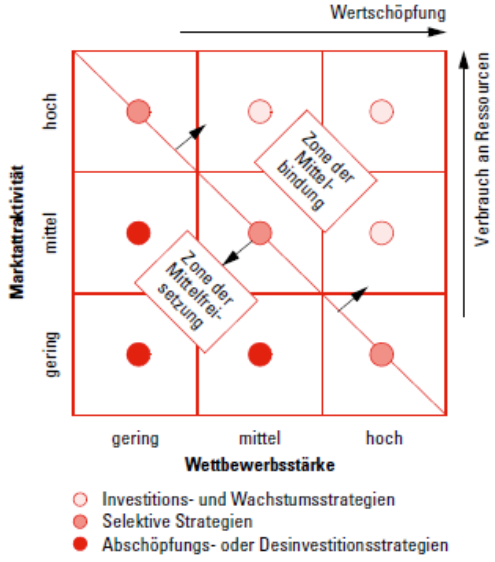 Wertschöpfung
Verbrauch an Ressourcen
Marktattraktivität
hoch
mittel
gering
Zone der
Mittel-
bindung
Zone der
Mittelfrei-
setzung
gering
mittel
hoch
Wettbewerbsstärke
Investitions- und Wachstumsstrategien
Selektive Strategien
Abschöpfungs- oder Desinvestitionsstrategien